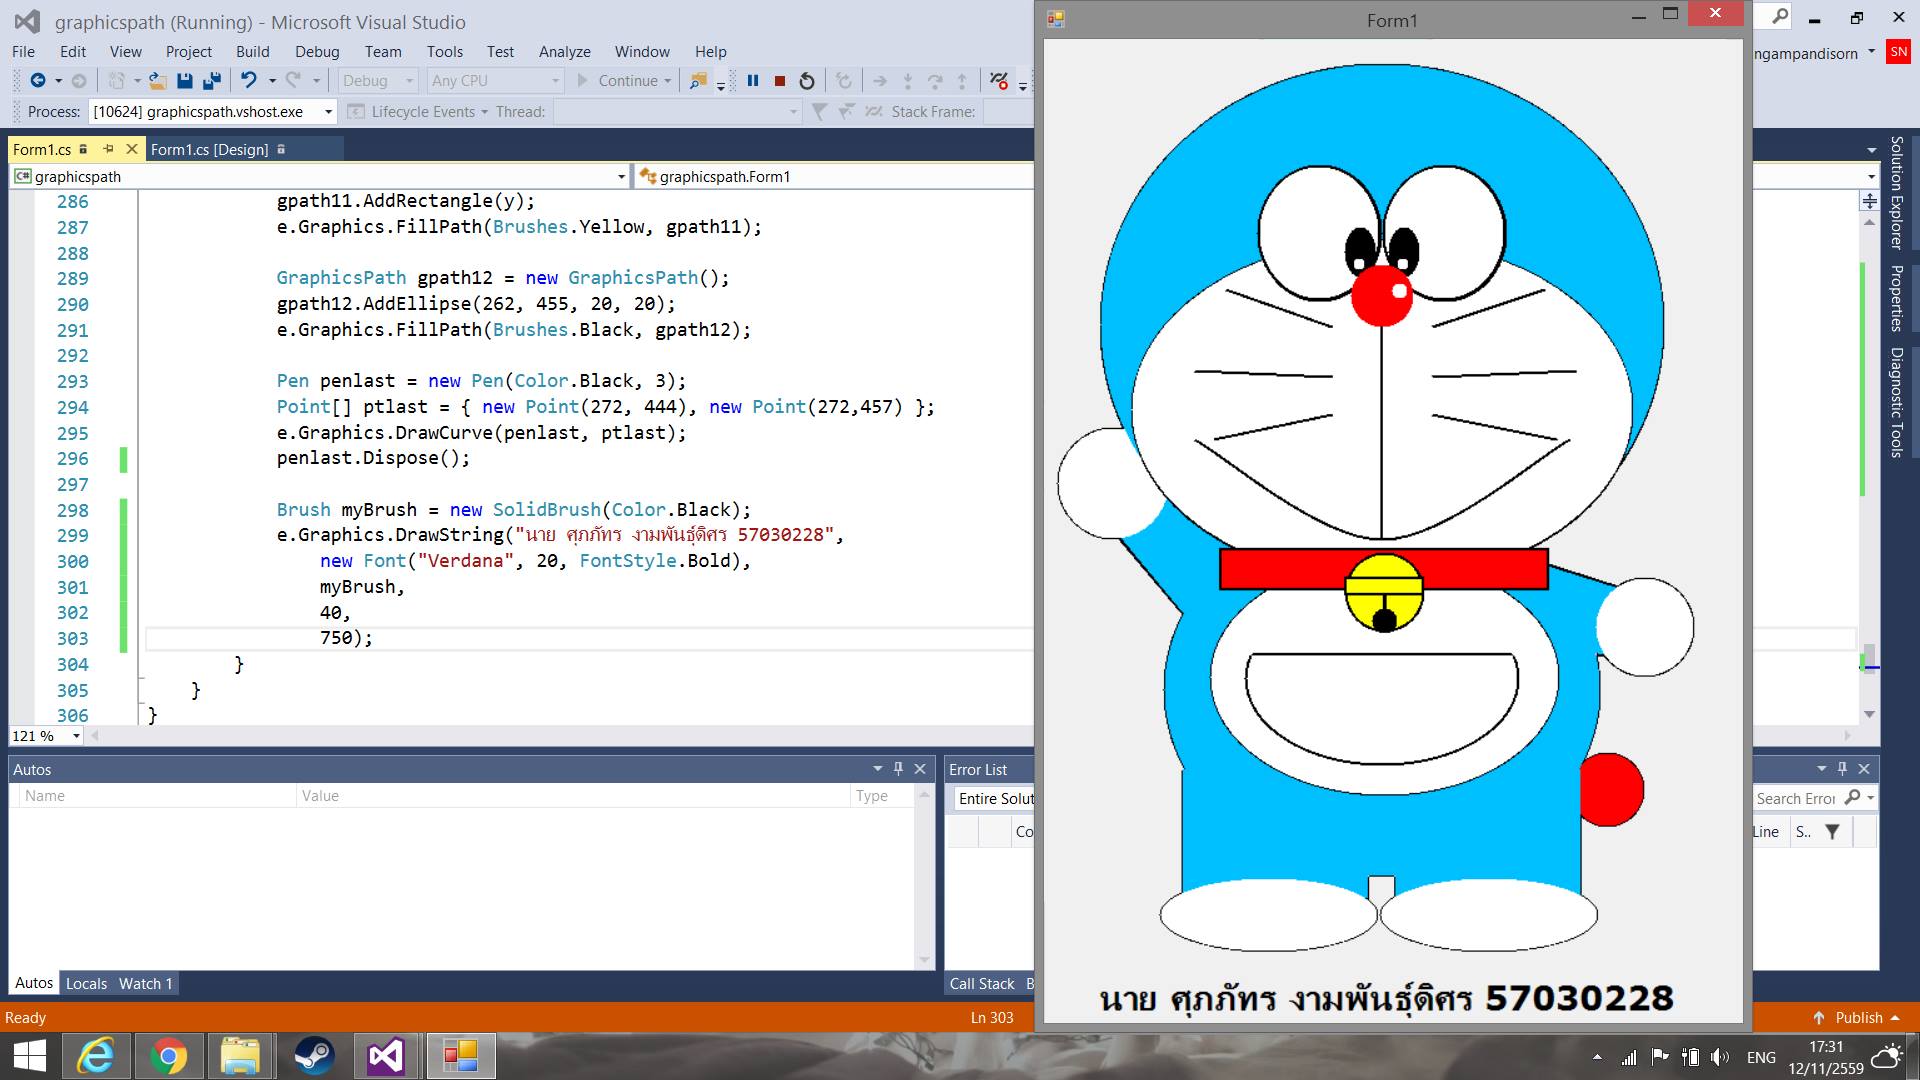 graphicspath (Running) - Microsoft Visual Studio
File Edit View Project Build Debug Team Tools Test Analyze Window Help
ngampandisorn SN
Debug Any CPU Continue
Process: [10624] graphicspath.vshost.exe Lifecycle Events Thread: Stack Frame:
Form1.cs Form1.cs [Design]
graphicspath graphicspath.Form1
286 gpath11.AddRectangle(y);
287 e.Graphics.FillPath(Brushes.Yellow, gpath11);
288
289 GraphicsPath gpath12 = new GraphicsPath();
290 gpath12.AddEllipse(262, 455, 20, 20);
291 e.Graphics.FillPath(Brushes.Black, gpath12);
292
293 Pen penlast = new Pen(Color.Black, 3);
294 Point[] ptlast = { new Point(272, 444), new Point(272,457) };
295 e.Graphics.DrawCurve(penlast, ptlast);
296 penlast.Dispose();
297
298 Brush myBrush = new SolidBrush(Color.Black);
299 e.Graphics.DrawString("นาย ศุภภัทร งามพันธุ์ดิศร 57030228",
300 new Font("Verdana", 20, FontStyle.Bold),
301 myBrush,
302 40,
303 750);
304 }
305 }
306 }
121 %
Autos
Name Value Type
Autos Locals Watch 1
Error List
Entire Solut
Search Error
Co
Line S..
Call Stack B
Form1
นาย ศุภภัทร งามพันธุ์ดิศร 57030228
Solution Explorer
Properties
Diagnostic Tools
Ready Ln 303 Publish
ENG 17:31
12/11/2559